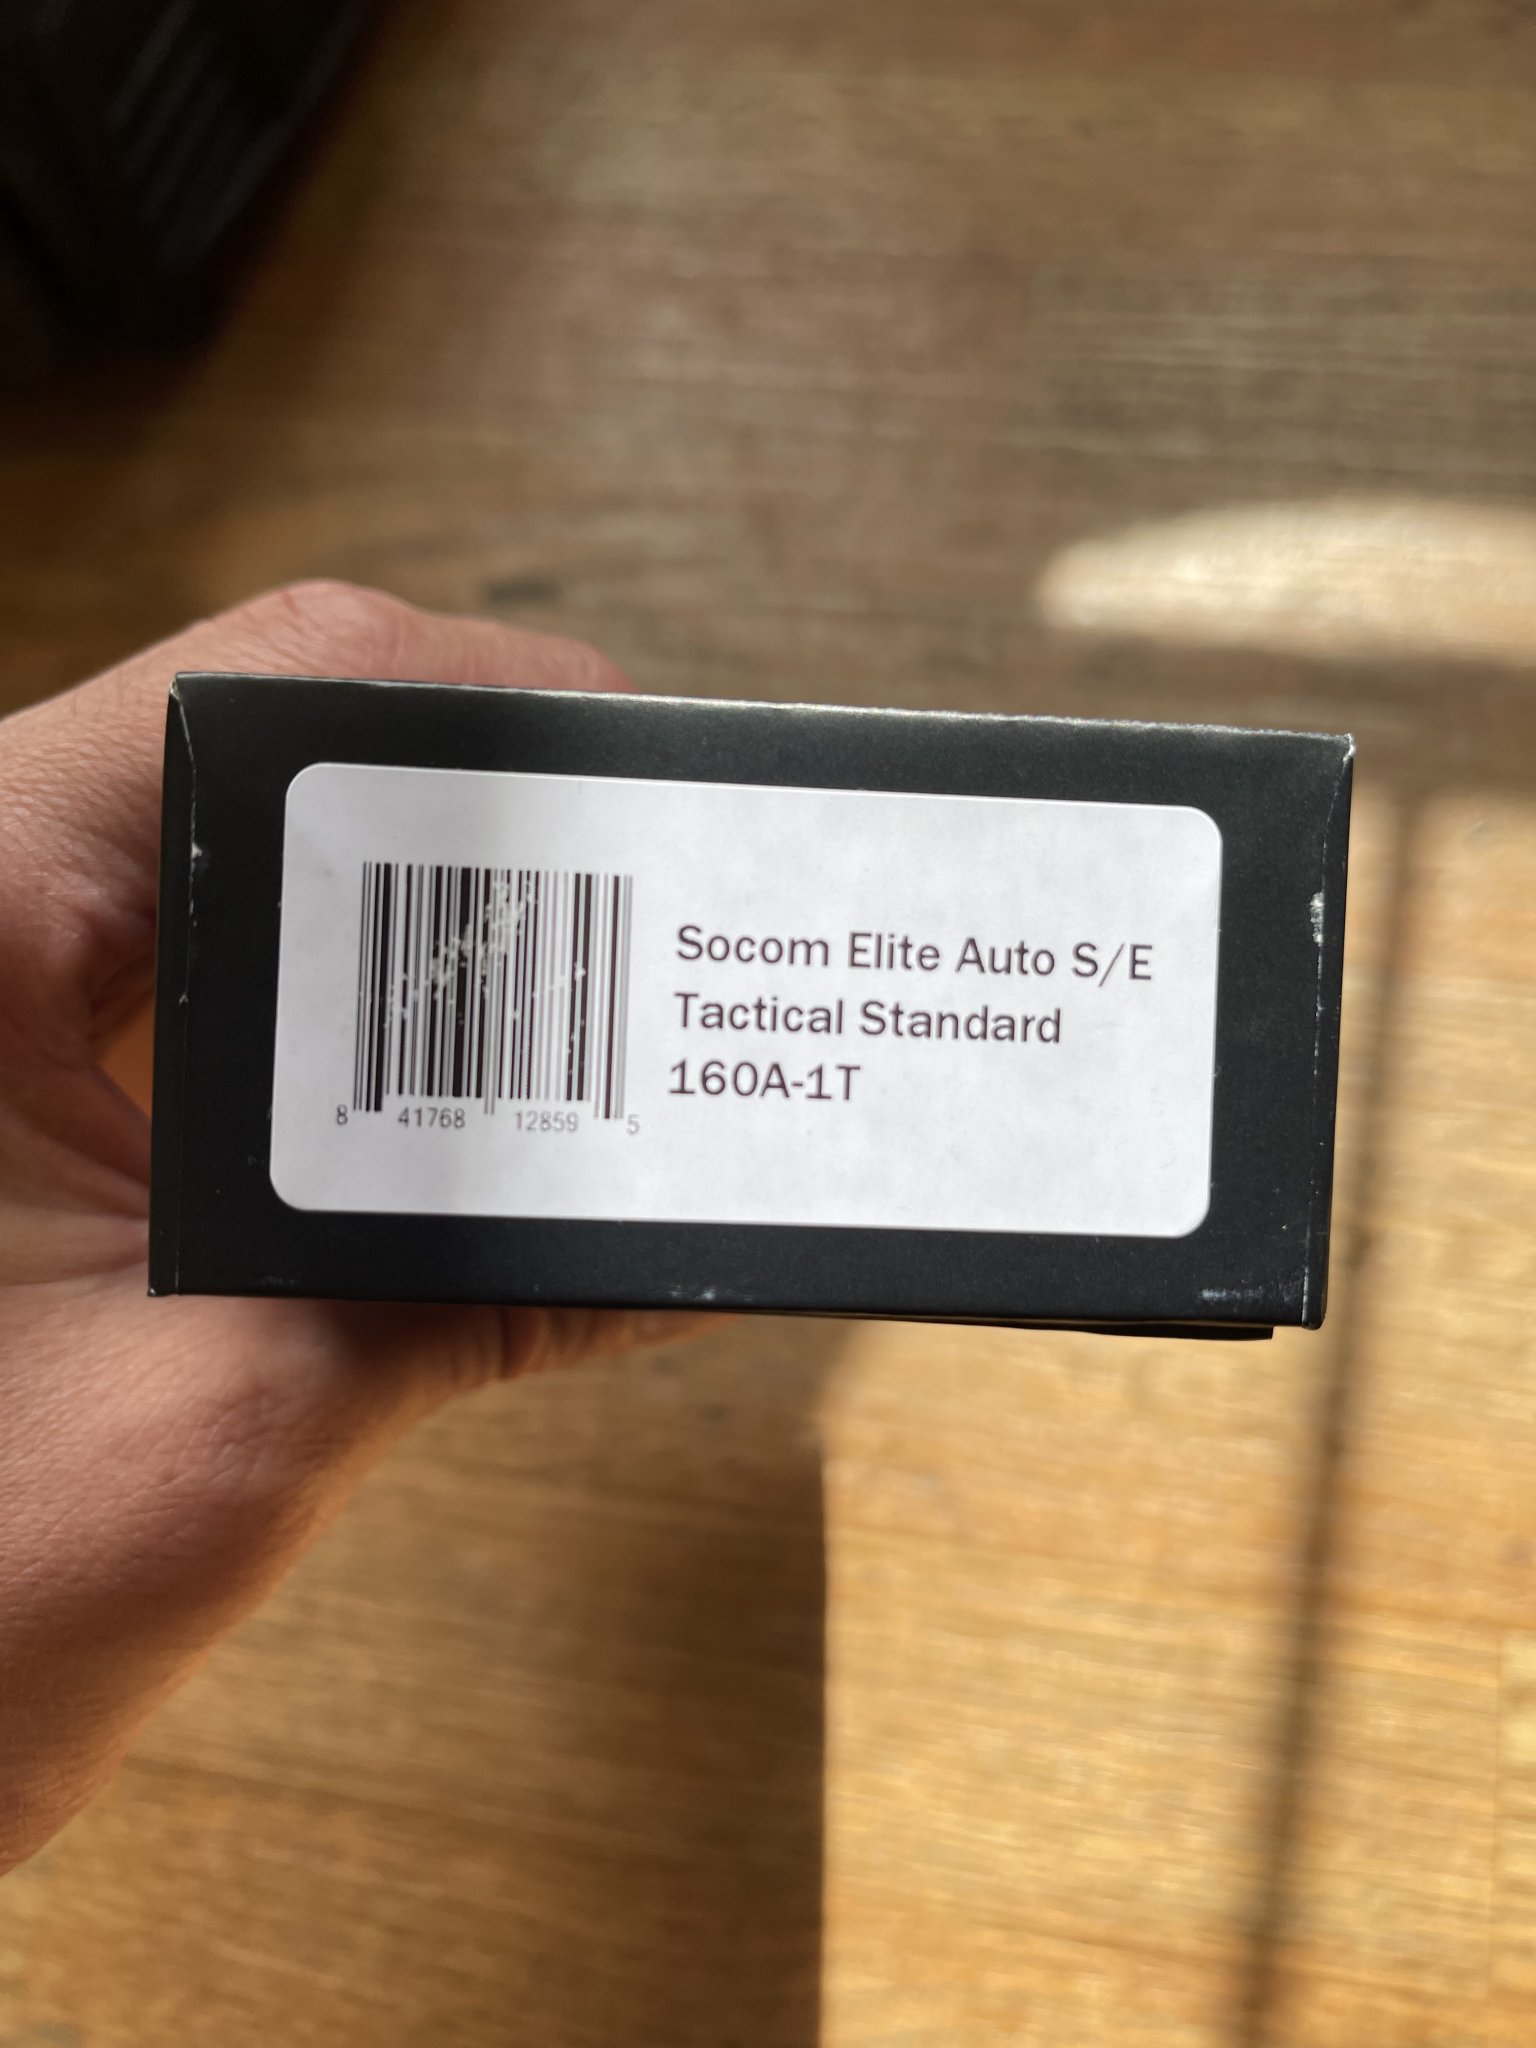 Socom Elite Auto S/E
Tactical Standard
160A-1T
8 41768 12859 5